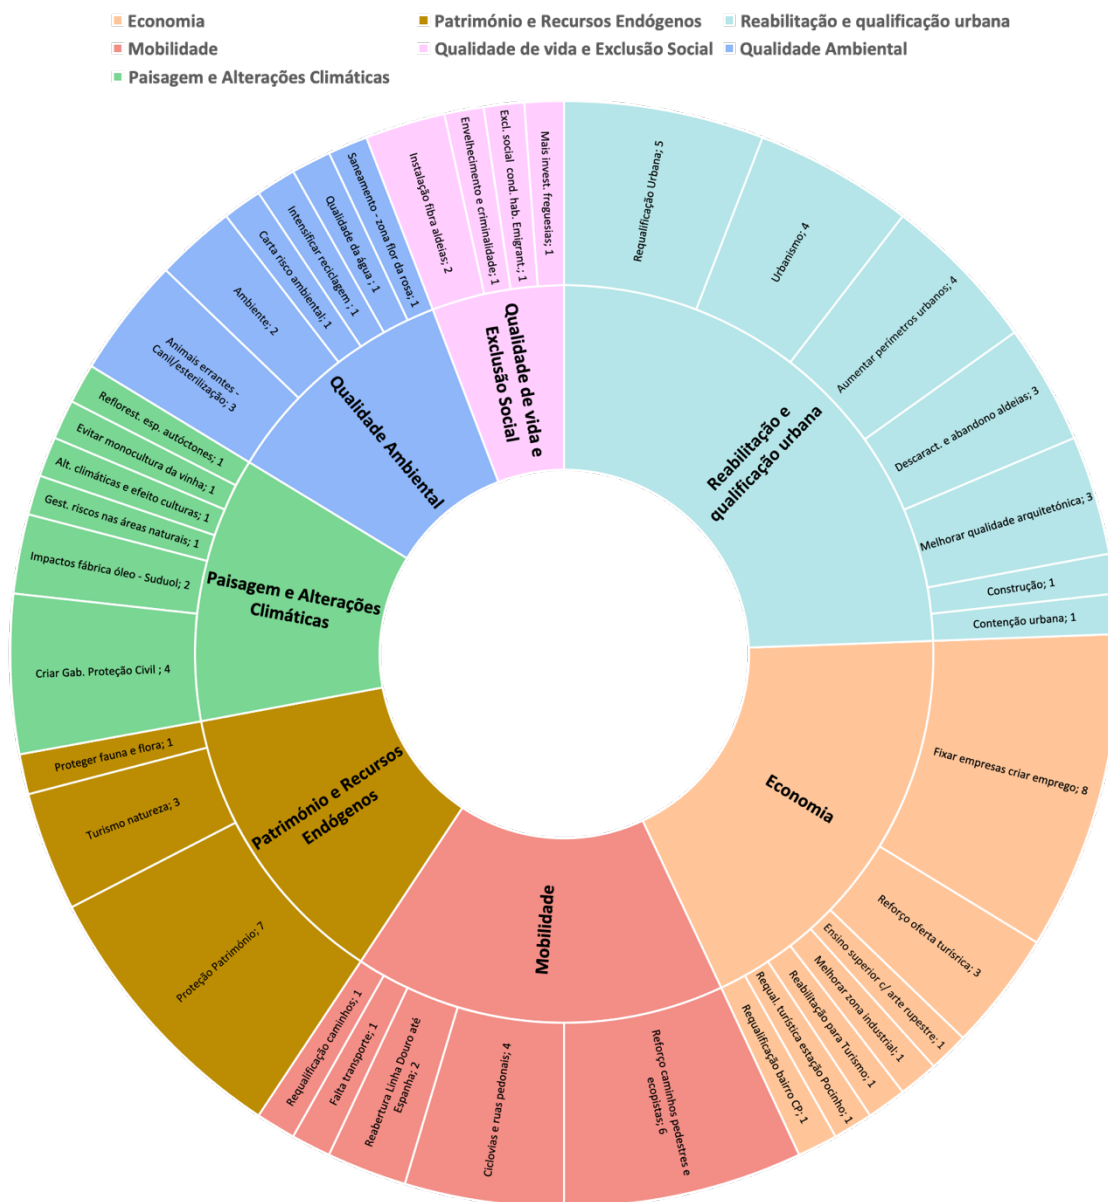 Economia
Património e Recursos Endógenos
Reabilitação e qualificação urbana
Mobilidade
Qualidade de vida e Exclusão Social
Qualidade Ambiental
Paisagem e Alterações Climáticas
Requalificação Urbana; 5
Urbanismo; 4
Aumentar perímetros urbanos; 4
Descaract. e abandono aldeias; 3
Melhorar qualidade arquitetónica; 3
Construção; 1
Contenção urbana; 1
Reabilitação e
qualificação urbana
Fixar empresas criar emprego; 8
Reforço oferta turísrica; 3
Ensino superior c/ arte rupestre; 1
Melhorar zona industrial; 1
Reabilitação para Turismo; 1
Requal. turística estação Pocinho; 1
Requalificação bairro CP; 1
Economia
Reforço caminhos pedestres e
ecopistas; 6
Ciclovias e ruas pedonais; 4
Reabertura Linha Douro até
Espanha; 2
Falta transporte; 1
Requalificação caminhos; 1
Mobilidade
Proteção Património; 7
Turismo natureza; 3
Proteger fauna e flora; 1
Património e Recursos
Endógenos
Criar Gab. Proteção Civil ; 4
Impactos fábrica óleo - Suduol; 2
Gest. riscos nas áreas naturais; 1
Alt. climáticas e efeito culturas; 1
Evitar monocultura da vinha; 1
Reflorest. esp. autóctones; 1
Paisagem e Alterações
Climáticas
Animais errantes -
Canil/esterilização; 3
Ambiente; 2
Carta risco ambiental; 1
Intensificar reciclagem ; 1
Qualidade da água ; 1
Saneamento - zona flor da rosa; 1
Qualidade Ambiental
Instalação fibra aldeias; 2
Envelhecimento e criminalidade; 1
Excl. social cond. hab. Emigrant.; 1
Mais invest. freguesias; 1
Qualidade de vida e
Exclusão Social